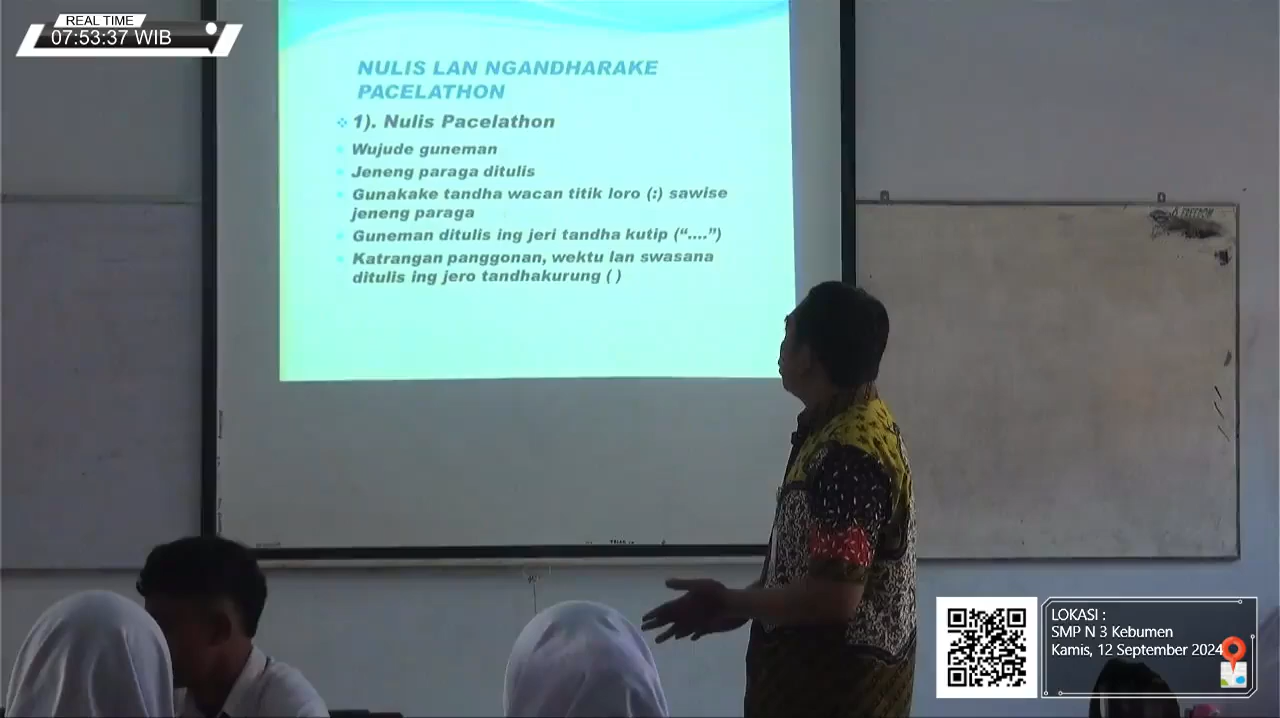 REAL TIME
07:53:37 WIB
NULIS LAN NGANDHARAKE
PACELATHON
1). Nulis Pacelathon
Wujude guneman
Jeneng paraga ditulis
Gunakake tandha wacan titik loro (:) sawise
jeneng paraga
Guneman ditulis ing jeri tandha kutip (“....”)
Katrangan panggonan, wektu lan swasana
ditulis ing jero tandhakurung ( )
LOKASI :
SMP N 3 Kebumen
Kamis, 12 September 2024